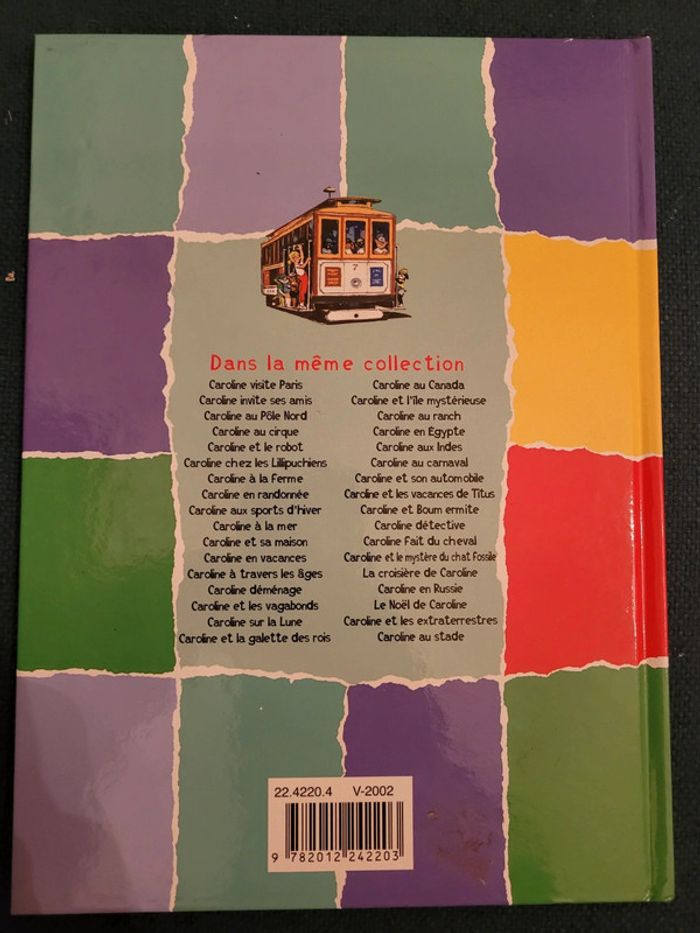 7
Dans la même collection
Caroline visite Paris
Caroline invite ses amis
Caroline au Pôle Nord
Caroline au cirque
Caroline et le robot
Caroline chez les Lillipuchiens
Caroline à la Ferme
Caroline en randonnée
Caroline aux sports d'hiver
Caroline à la mer
Caroline et sa maison
Caroline en vacances
Caroline à travers les âges
Caroline déménage
Caroline et les vagabonds
Caroline sur la Lune
Caroline et la galette des rois
Caroline au Canada
Caroline et l'île mystérieuse
Caroline au ranch
Caroline en Égypte
Caroline aux Indes
Caroline au carnaval
Caroline et son automobile
Caroline et les vacances de Titus
Caroline et Boum ermite
Caroline détective
Caroline Fait du cheval
Caroline et le mystère du chat Fossile
La croisière de Caroline
Caroline en Russie
Le Noël de Caroline
Caroline et les extraterrestres
Caroline au stade
22.4220.4 V-2002
9 782012 242203